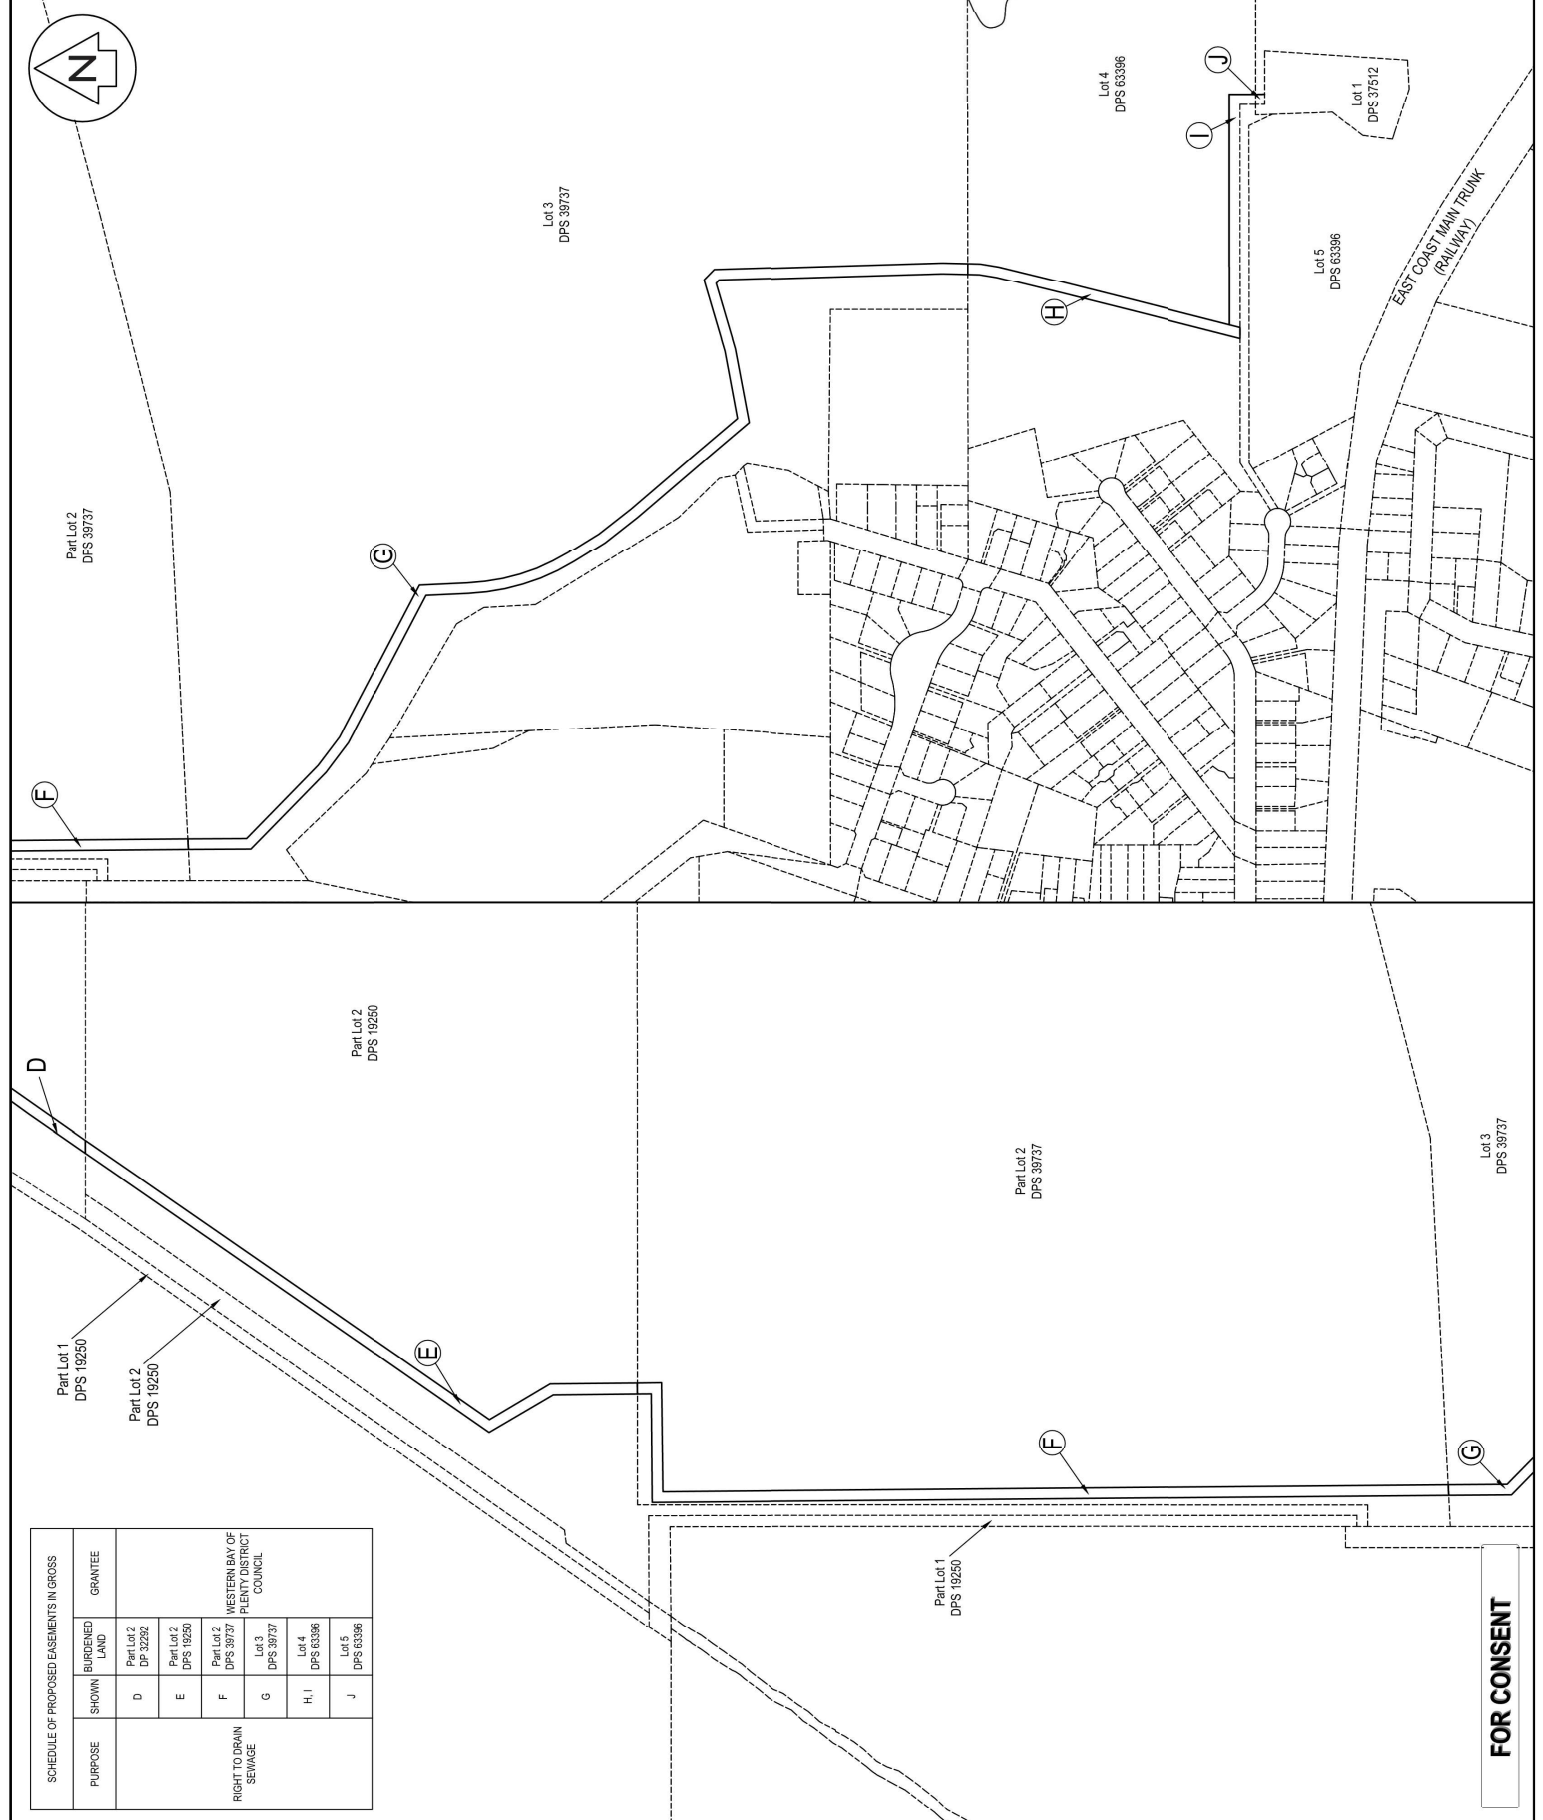 SCHEDULE OF PROPOSED EASEMENTS IN GROSS
PURPOSE
SHOWN
BURDENED
LAND
GRANTEE
RIGHT TO DRAIN
SEWAGE
D
Part Lot 2
DP 32292
E
Part Lot 2
DPS 19250
F
Part Lot 2
DPS 39737
G
Lot 3
DPS 39737
H, I
Lot 4
DPS 63396
J
Lot 5
DPS 63396
WESTERN BAY OF
PLENTY DISTRICT
COUNCIL
Part Lot 1
DPS 19250
Part Lot 2
DPS 19250
D
E
Part Lot 2
DPS 19250
Part Lot 1
DPS 19250
F
Part Lot 2
DPS 39737
G
Lot 3
DPS 39737
FOR CONSENT
N
F
Part Lot 2
DPS 39737
G
Lot 3
DPS 39737
H
Lot 4
DPS 63396
I
J
Lot 1
DPS 37512
Lot 5
DPS 63396
EAST COAST MAIN TRUNK
(RAILWAY)